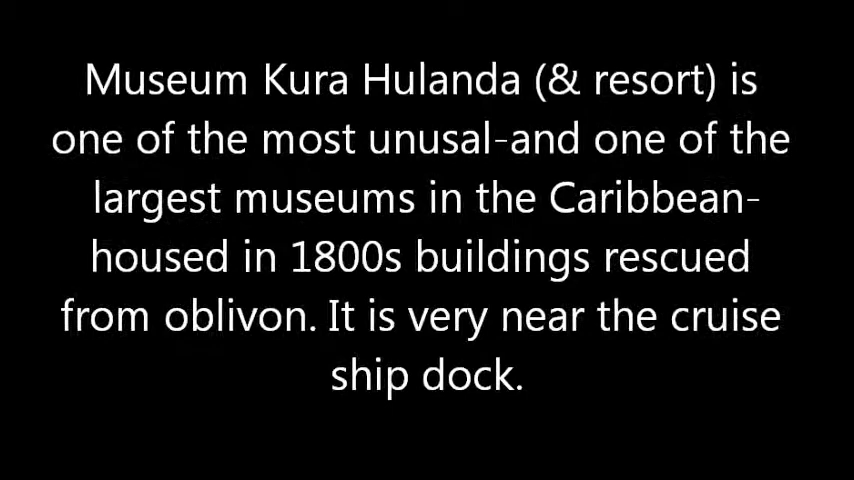 Museum Kura Hulanda (& resort) is
one of the most unusal-and one of the
largest museums in the Caribbean-
housed in 1800s buildings rescued
from oblivon. It is very near the cruise
ship dock.